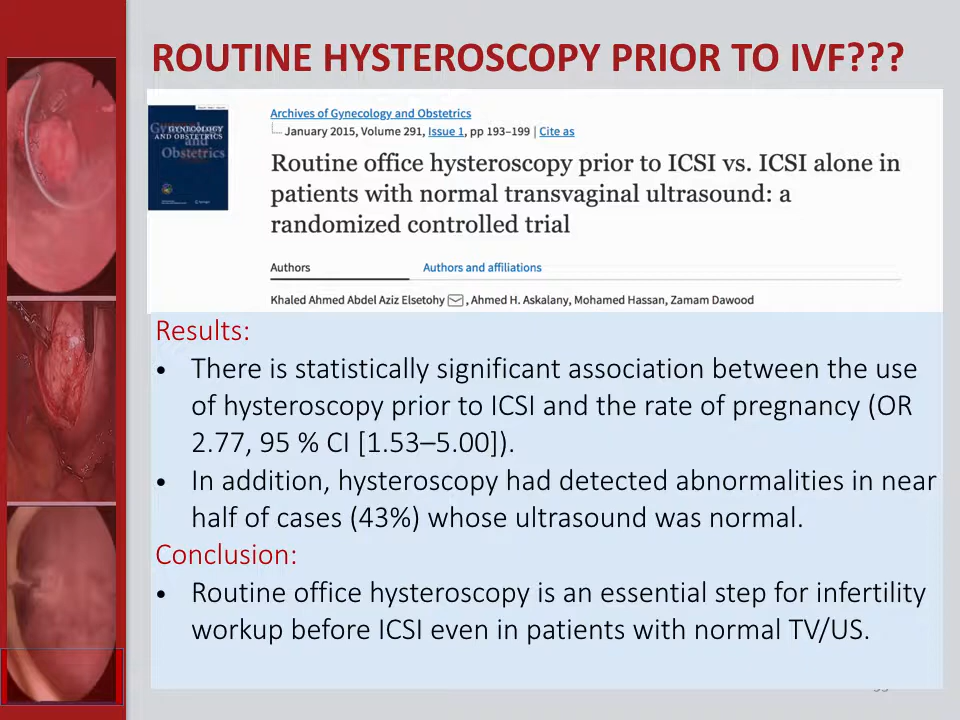 ROUTINE HYSTEROSCOPY PRIOR TO IVF???
Archives of Gynecology and Obstetrics
January 2015, Volume 291, Issue 1, pp 193–199 | Cite as
Routine office hysteroscopy prior to ICSI vs. ICSI alone in
patients with normal transvaginal ultrasound: a
randomized controlled trial
Authors
Authors and affiliations
Khaled Ahmed Abdel Aziz Elsetohy , Ahmed H. Askalany, Mohamed Hassan, Zamam Dawood
Results:
• There is statistically significant association between the use
of hysteroscopy prior to ICSI and the rate of pregnancy (OR
2.77, 95 % CI [1.53–5.00]).
• In addition, hysteroscopy had detected abnormalities in near
half of cases (43%) whose ultrasound was normal.
Conclusion:
• Routine office hysteroscopy is an essential step for infertility
workup before ICSI even in patients with normal TV/US.